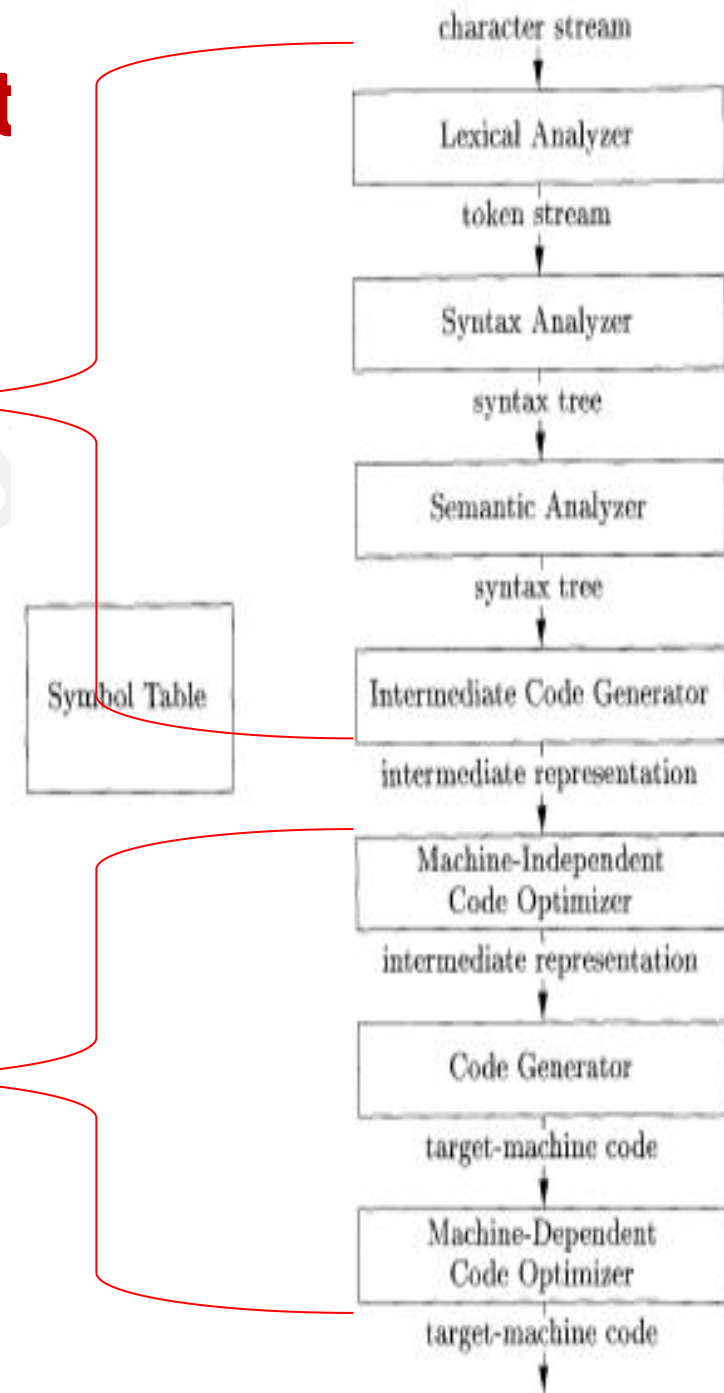 character stream
t
Lexical Analyzer
token stream
Syntax Analyzer
syntax tree
Semantic Analyzer
syntax tree
Symbol Table
Intermediate Code Generator
intermediate representation
Machine-Independent
Code Optimizer
intermediate representation
Code Generator
target-machine code
Machine-Dependent
Code Optimizer
target-machine code